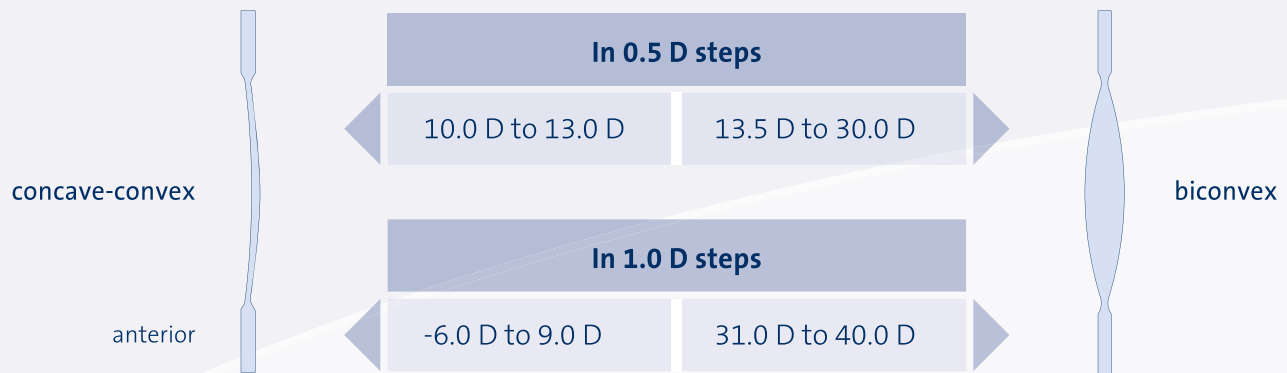 In 0.5 D steps
10.0 D to 13.0 D
13.5 D to 30.0 D
concave-convex
biconvex
In 1.0 D steps
anterior
-6.0 D to 9.0 D
31.0 D to 40.0 D